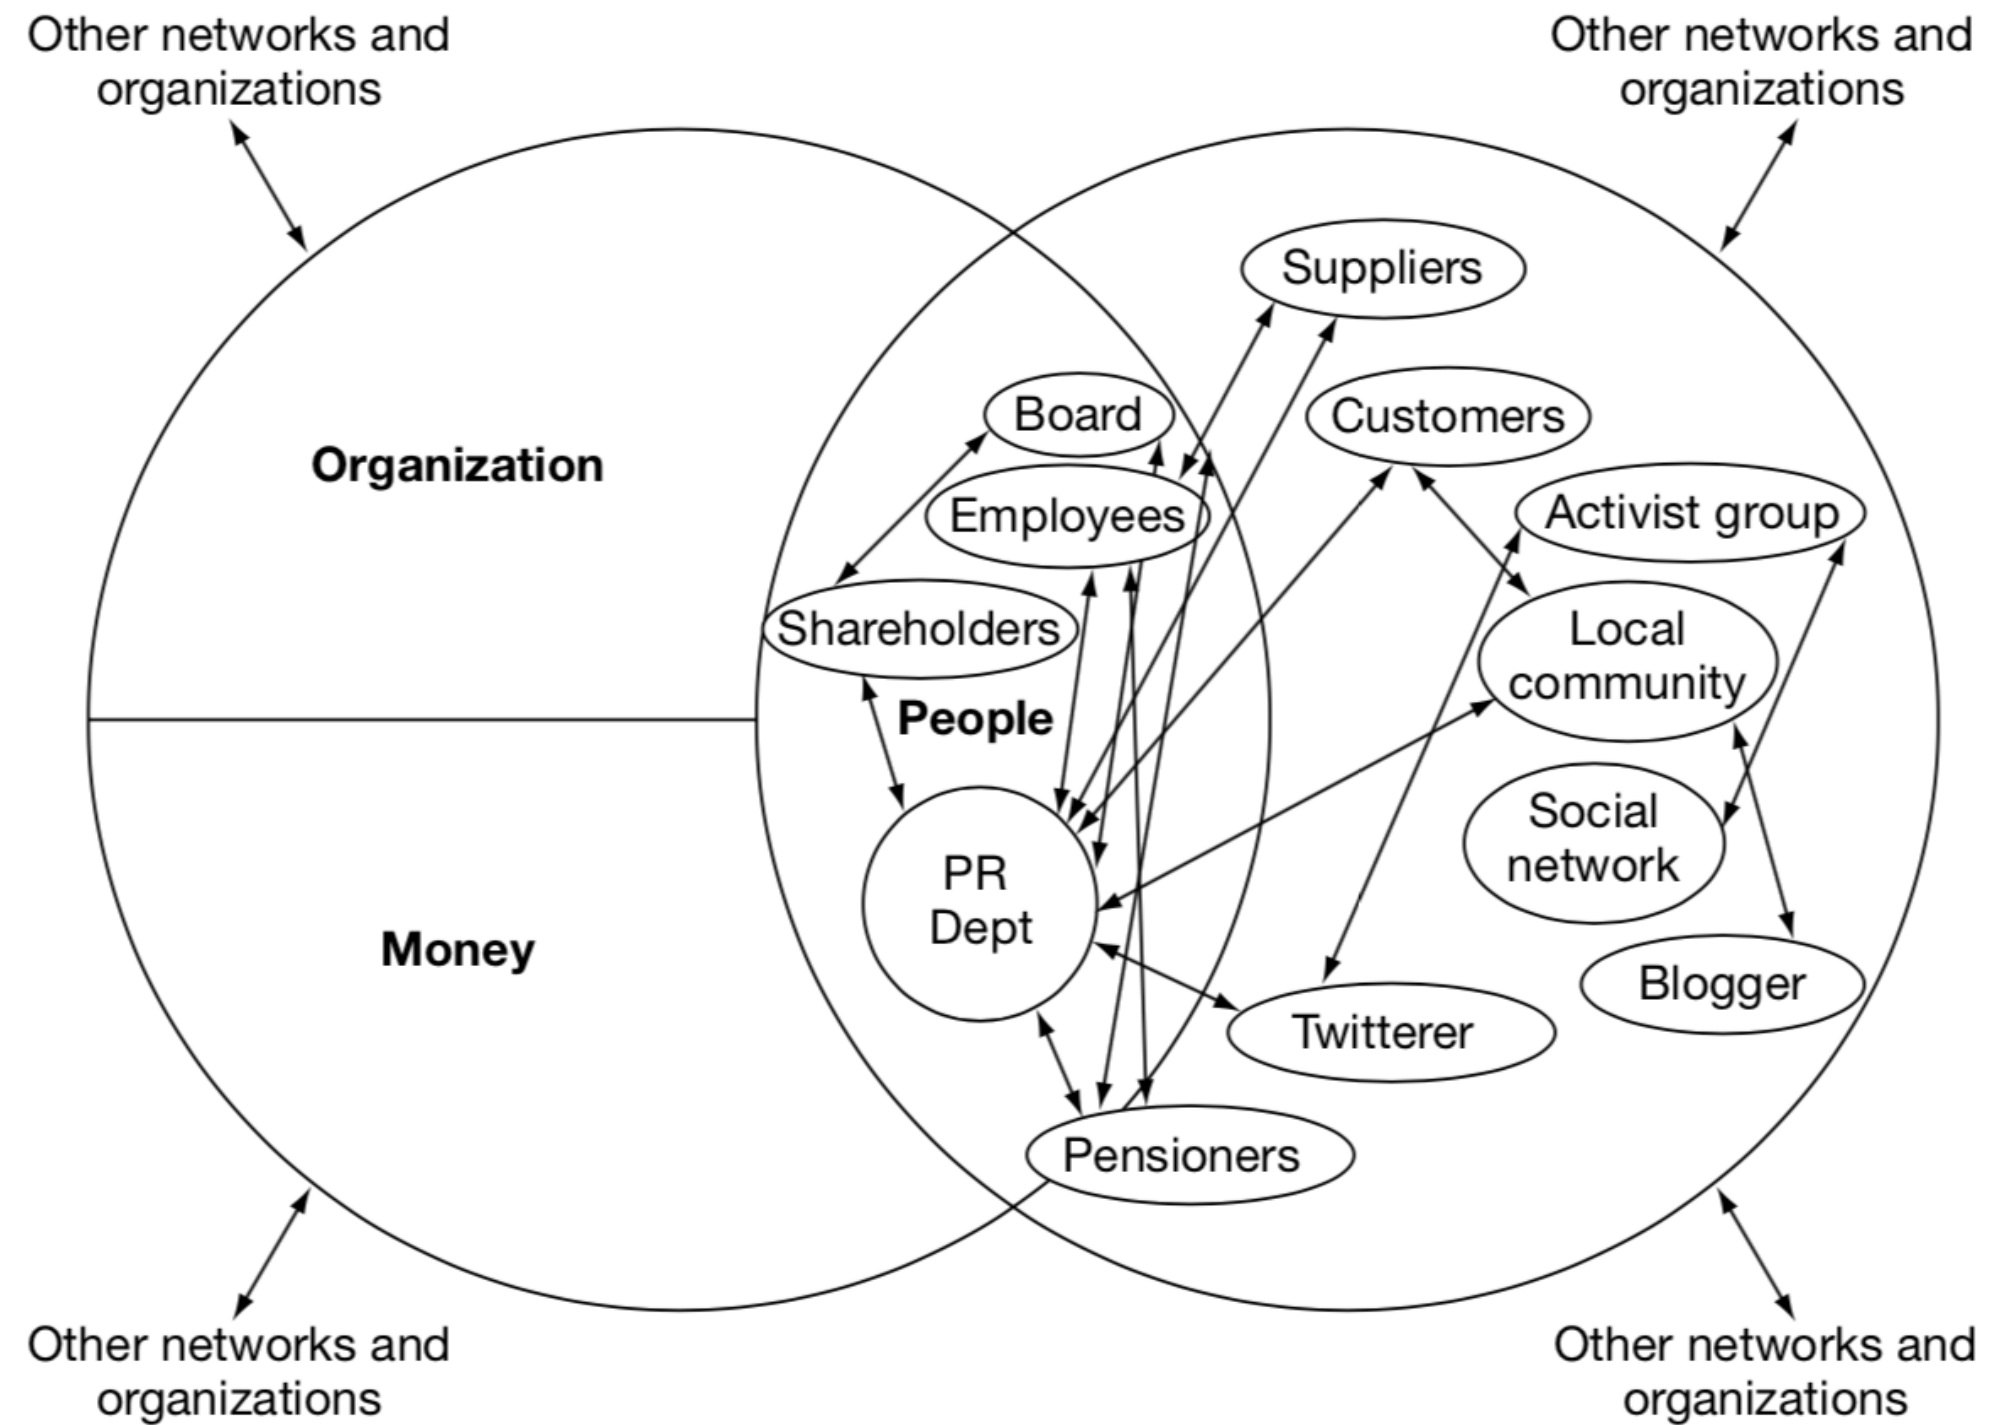 Other networks and
organizations
Other networks and
organizations
Suppliers
Board
Customers
Organization
Employees
Activist group
Shareholders
Local
community
People
Social
network
PR
Dept
Money
Blogger
Twitterer
Pensioners
Other networks and
organizations
Other networks and
organizations